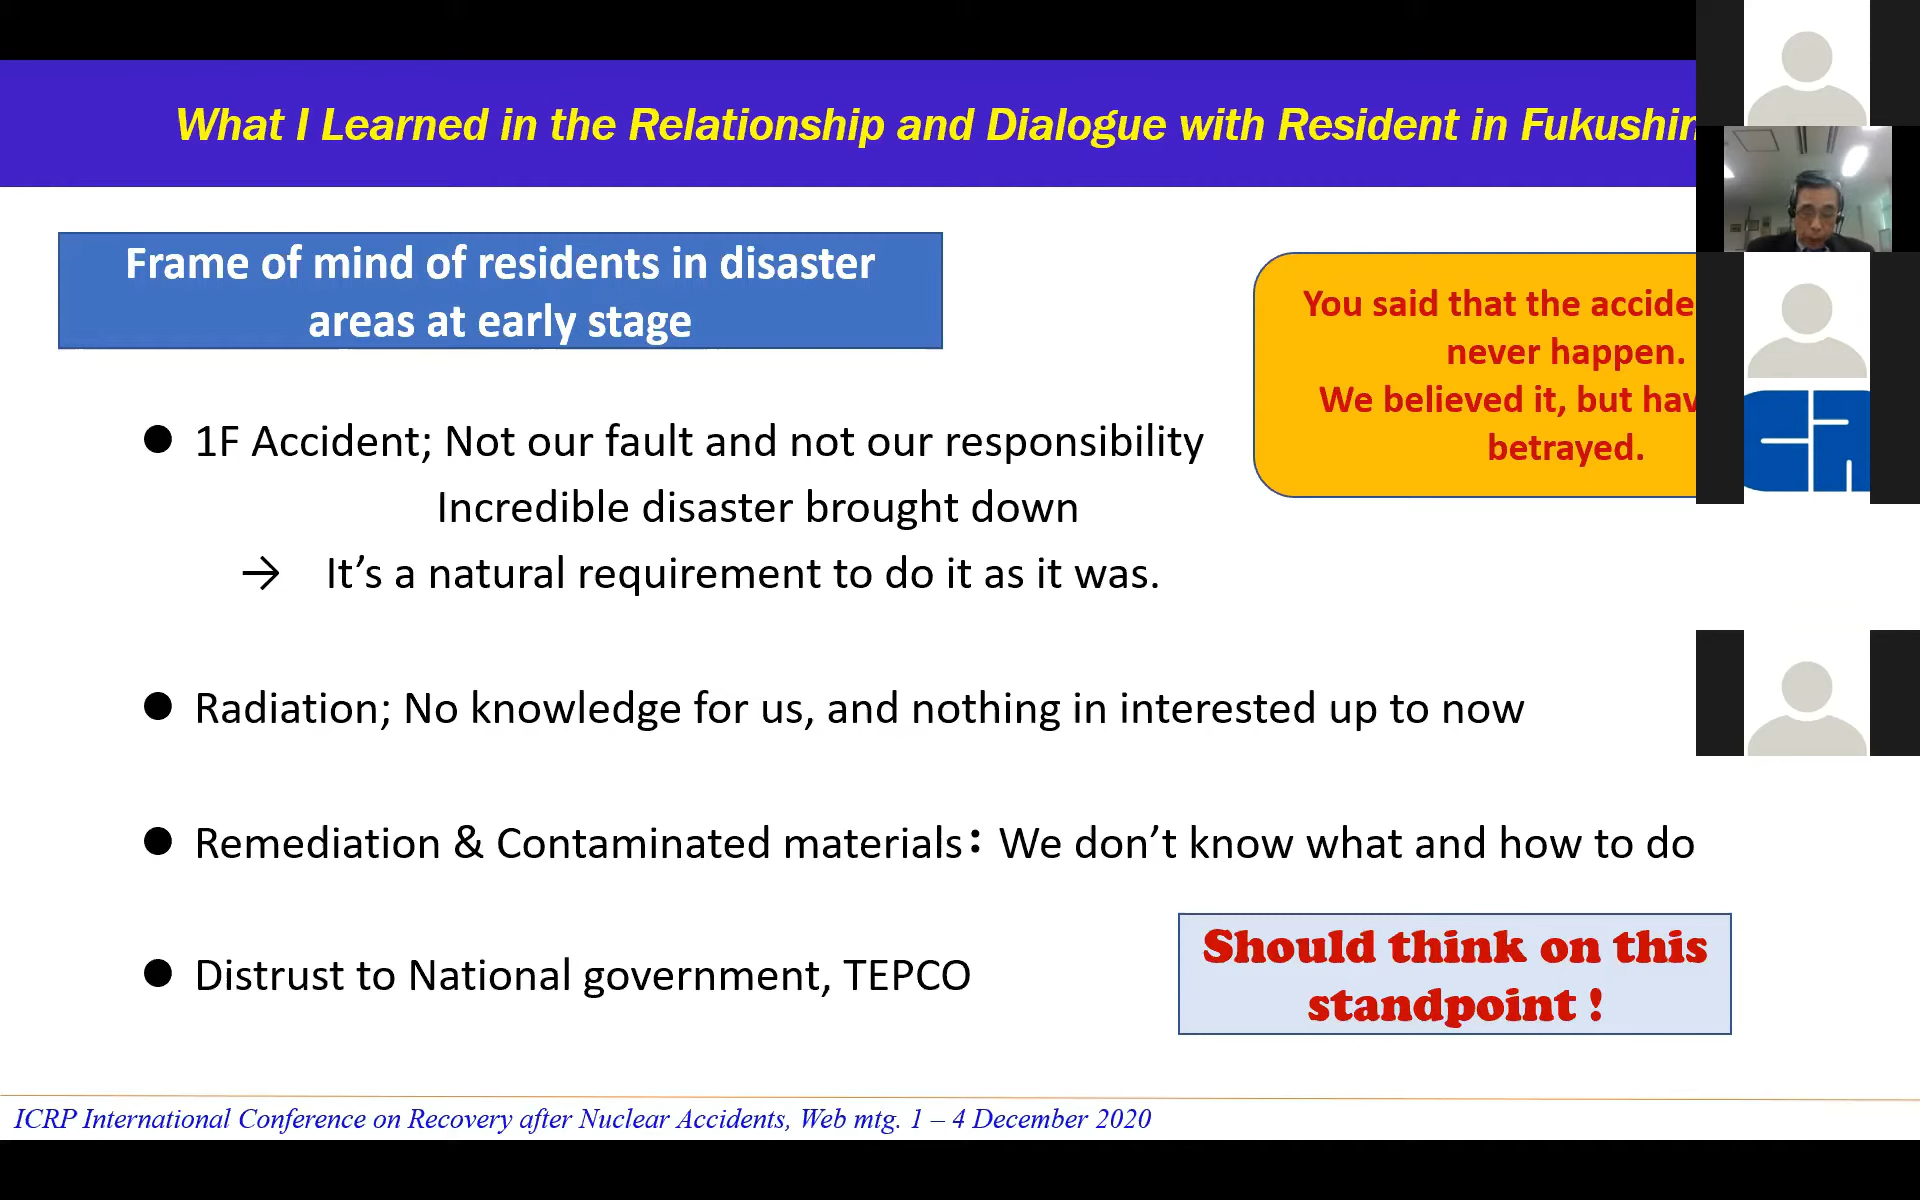 What I Learned in the Relationship and Dialogue with Resident in
Frame of mind of residents in disaster
areas at early stage
You said that the
never happen.
We believed it, but
betrayed.
● 1F Accident; Not our fault and not our responsibility
Incredible disaster brought down
→ It’s a natural requirement to do it as it was.
● Radiation; No knowledge for us, and nothing in interested up to now
● Remediation & Contaminated materials：We don’t know what and how to do
● Distrust to National government, TEPCO
Should think on this
standpoint !
ICRP International Conference on Recovery after Nuclear Accidents, Web mtg. 1 – 4 December 2020